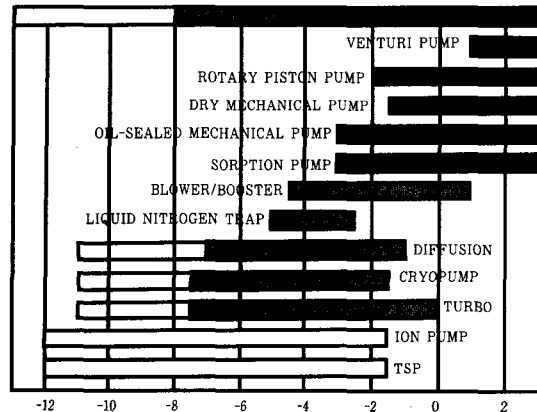 VENTURI PUMP
ROTARY PISTON PUMP
DRY MECHANICAL PUMP
OIL-SEALED MECHANICAL PUMP
SORPTION PUMP
BLOWER/BOOSTER
LIQUID NITROGEN TRAP
DIFFUSION
CRYOPUMP
TURBO
ION PUMP
TSP
-12 -10 -8 -6 -4 -2 0 2